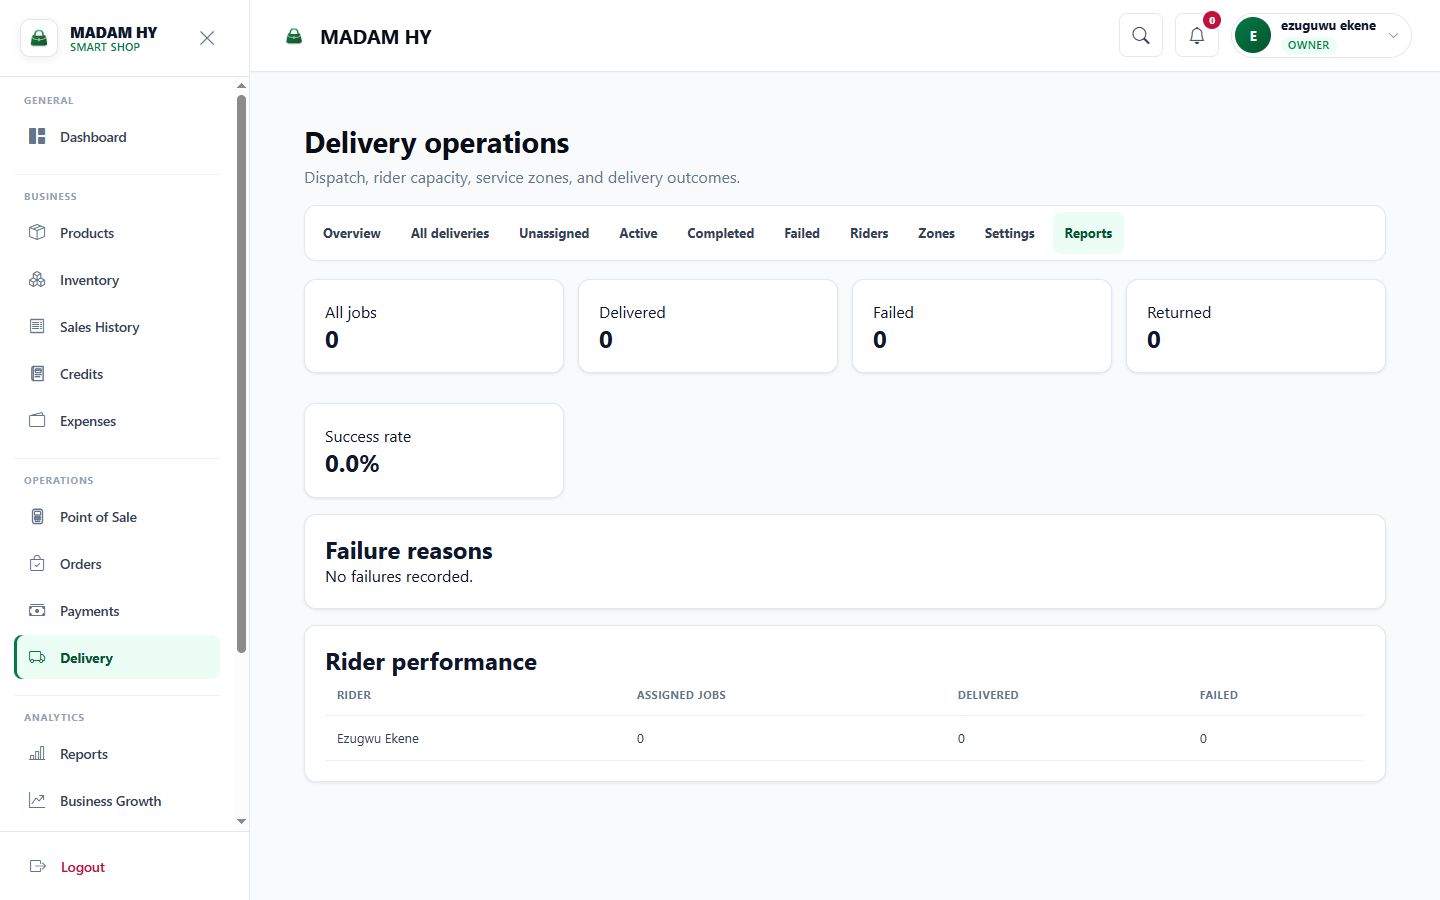 MADAM HY
SMART SHOP
GENERAL
Dashboard
BUSINESS
Products
Inventory
Sales History
Credits
Expenses
OPERATIONS
Point of Sale
Orders
Payments
Delivery
ANALYTICS
Reports
Business Growth
Logout
MADAM HY
0
E
ezuguwu ekene
OWNER
Delivery operations
Dispatch, rider capacity, service zones, and delivery outcomes.
Overview All deliveries Unassigned Active Completed Failed Riders Zones Settings Reports
All jobs
0
Delivered
0
Failed
0
Returned
0
Success rate
0.0%
Failure reasons
No failures recorded.
Rider performance
RIDER ASSIGNED JOBS DELIVERED FAILED
Ezugwu Ekene 0 0 0